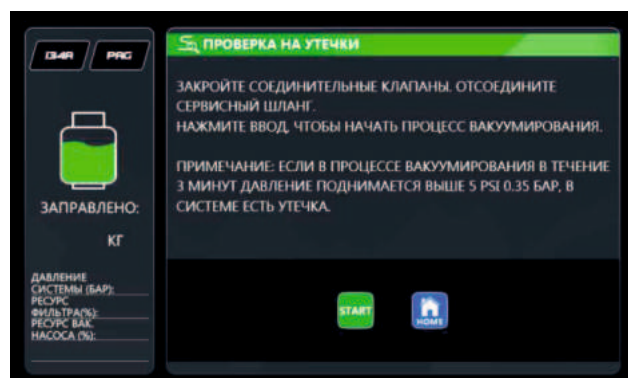 134A PAG
ПРОВЕРКА НА УТЕЧКИ
ЗАКРОЙТЕ СОЕДИНИТЕЛЬНЫЕ КЛАПАНЫ. ОТСОЕДИНИТЕ
СЕРВИСНЫЙ ШЛАНГ.
НАЖМИТЕ ВВОД, ЧТОБЫ НАЧАТЬ ПРОЦЕСС ВАКУУМИРОВАНИЯ.
ПРИМЕЧАНИЕ: ЕСЛИ В ПРОЦЕССЕ ВАКУУМИРОВАНИЯ В ТЕЧЕНИЕ
3 МИНУТ ДАВЛЕНИЕ ПОДНИМАЕТСЯ ВЫШЕ 5 PSI 0.35 БАР, В
СИСТЕМЕ ЕСТЬ УТЕЧКА.
ЗАПРАВЛЕНО:
КГ
ДАВЛЕНИЕ
СИСТЕМЫ (БАР):
РЕСУРС
ФИЛЬТРА(%):
РЕСУРС ВАК.
НАСОСА (%):
START
HOME